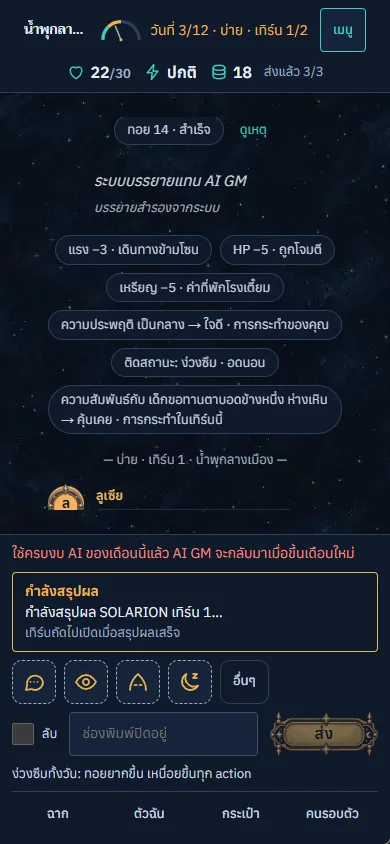 น้ำพุกลา...
วันที่ 3/12 · บ่าย · เทิร์น 1/2
เมนู
22/30
ปกติ
18
ส่งแล้ว 3/3
ทอย 14 · สำเร็จ
ดูเหตุ
ระบบบรรยายแทน AI GM
บรรยายสำรองจากระบบ
แรง −3 · เดินทางข้ามโซน
HP −5 · ถูกโจมตี
เหรียญ −5 · ค่าที่พักโรงเตี๊ยม
ความประพฤติ เป็นกลาง → ใจดี · การกระทำของคุณ
ติดสถานะ: ง่วงซึม · อดนอน
ความสัมพันธ์กับ เด็กขอทานตาบอดข้างหนึ่ง ห่างเหิน
→ คุ้นเคย · การกระทำในเทิร์นนี้
— บ่าย · เทิร์น 1 · น้ำพุกลางเมือง —
ล
ลูเซีย
ใช้ครบงบ AI ของเดือนนี้แล้ว AI GM จะกลับมาเมื่อขึ้นเดือนใหม่
กำลังสรุปผล
กำลังสรุปผล SOLARION เทิร์น 1...
เทิร์นถัดไปเปิดเมื่อสรุปผลเสร็จ
อื่นๆ
ลับ
ช่องพิมพ์ปิดอยู่
ส่ง
ง่วงซึมทั้งวัน: ทอยยากขึ้น เหนื่อยขึ้นทุก action
ฉาก
ตัวฉัน
กระเป๋า
คนรอบตัว